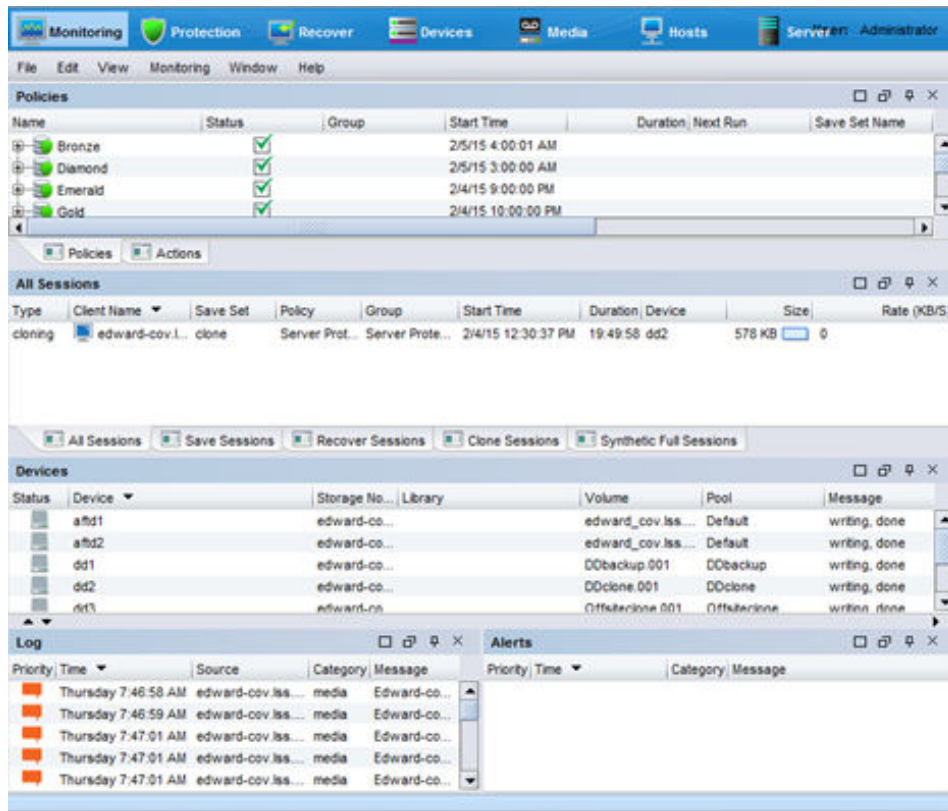 Monitoring Protection Recover Devices Media Hosts Server Administrator
File Edit View Monitoring Window Help
Policies
Name Status Group Start Time Duration Next Run Save Set Name
Bronze 2/5/15 4:00:01 AM
Diamond 2/5/15 3:00:00 AM
Emerald 2/4/15 9:00:00 PM
Gold 2/4/15 10:00:00 PM
Policies Actions
All Sessions
Type Client Name Save Set Policy Group Start Time Duration Device Size Rate (KB/S
cloning edward-cov.l... clone Server Prot... Server Prote... 2/4/15 12:30:37 PM 19:49:58 dd2 578 KB 0
All Sessions Save Sessions Recover Sessions Clone Sessions Synthetic Full Sessions
Devices
Status Device Storage No... Library Volume Pool Message
aftd1 edward-co... edward_cov.lss.... Default writing, done
aftd2 edward-co... edward_cov.lss.... Default writing, done
dd1 edward-co... DDbackup.001 DDbackup writing, done
dd2 edward-co... DDclone.001 DDclone writing, done
dd3 edward-co Offsiteclone.001 Offsiteclone writing, done
Log
Priority Time Source Category Message
Thursday 7:46:58 AM edward-cov.lss.... media Edward-co...
Thursday 7:46:59 AM edward-cov.lss.... media Edward-co...
Thursday 7:47:01 AM edward-cov.lss.... media Edward-co...
Thursday 7:47:01 AM edward-cov.lss.... media Edward-co...
Thursday 7:47:01 AM edward-cov.lss.... media Edward-co...
Alerts
Priority Time Category Message